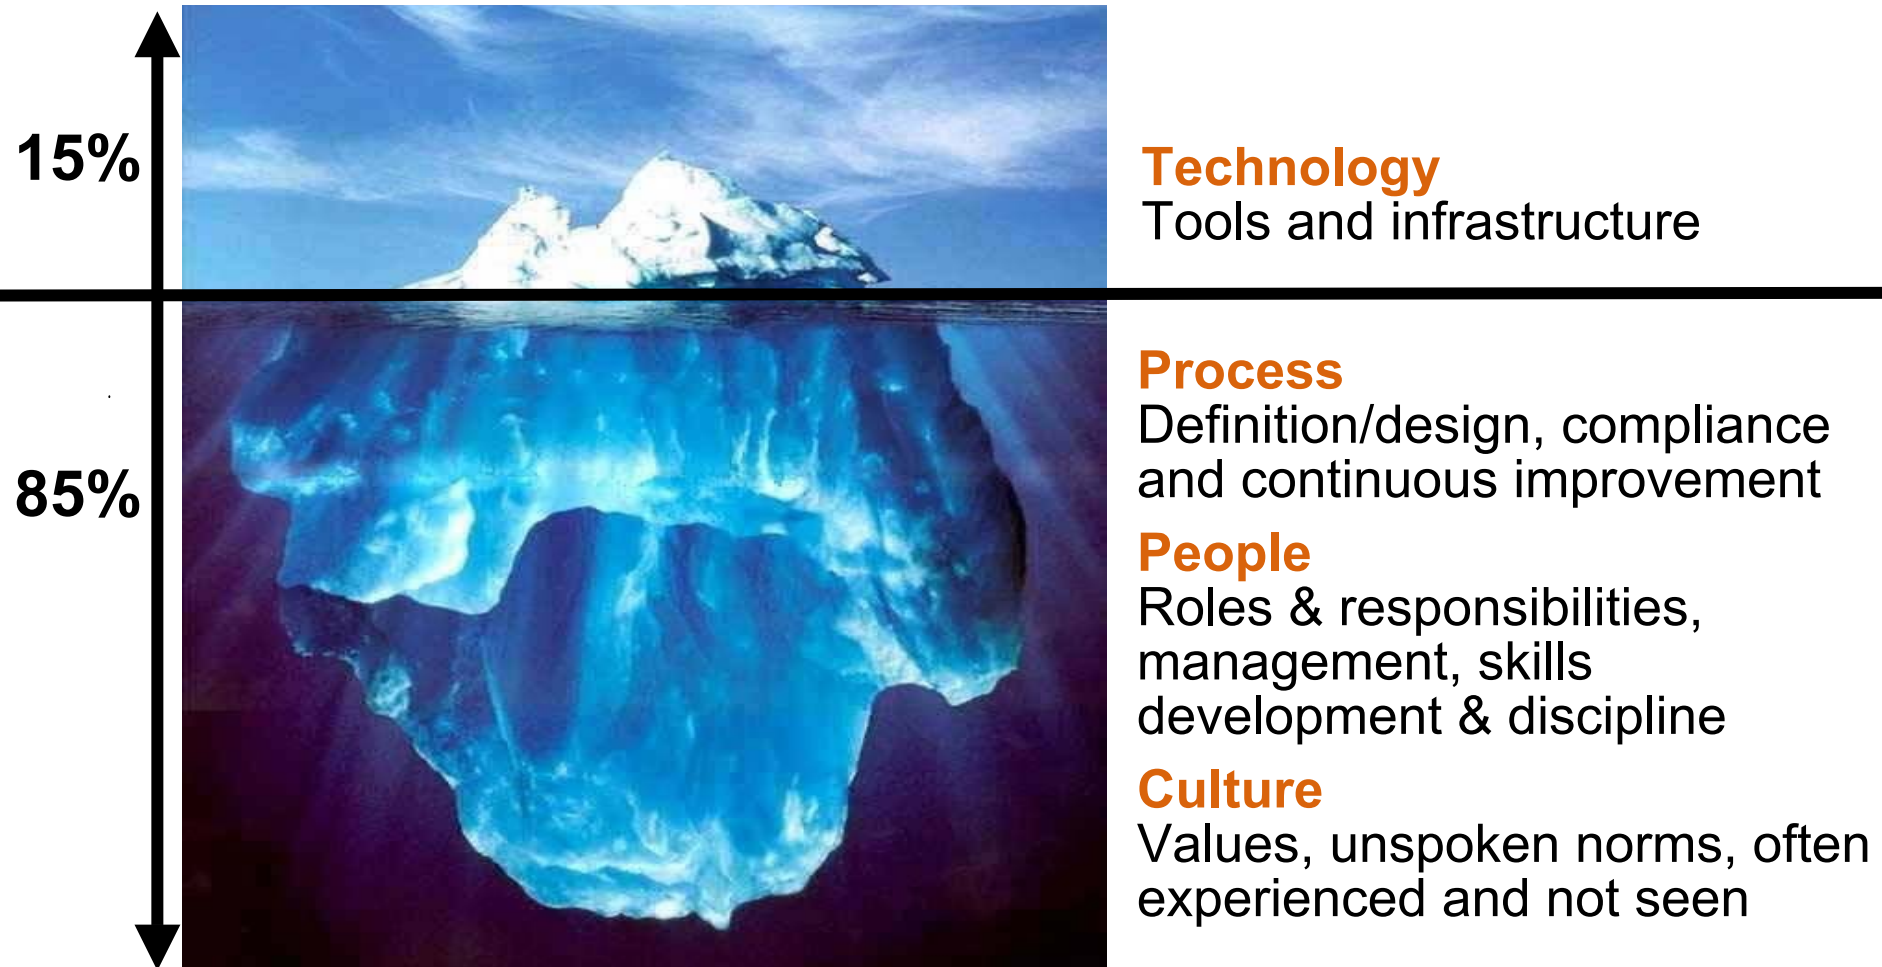 15%
Technology
Tools and infrastructure
85%
Process
Definition/design, compliance
and continuous improvement
People
Roles & responsibilities,
management, skills
development & discipline
Culture
Values, unspoken norms, often
experienced and not seen